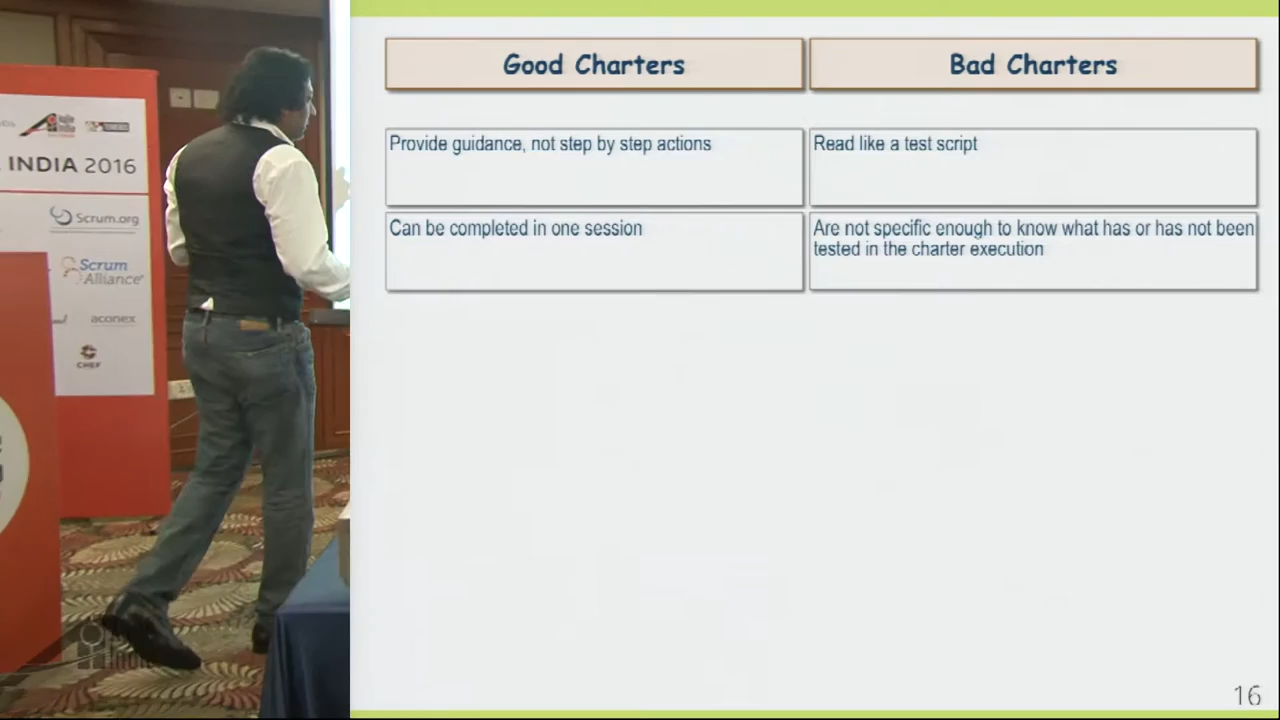 Good Charters
Bad Charters
Provide guidance, not step by step actions
Read like a test script
Can be completed in one session
Are not specific enough to know what has or has not been
tested in the charter execution
16
INDIA 2016
Scrum.org
Scrum
Alliance
aconex
CHEF